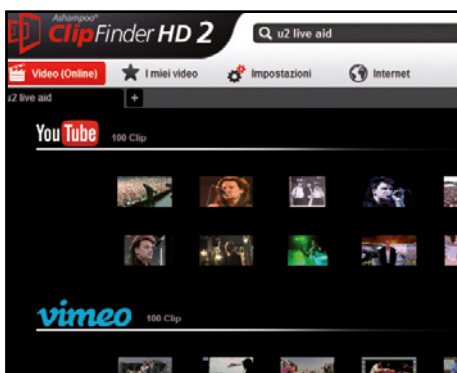 Ashampoo®
ClipFinder HD 2
u2 live aid
Video (Online)
I miei video
Impostazioni
Internet
u2 live aid
+
YouTube
100 Clip
vimeo
100 Clip